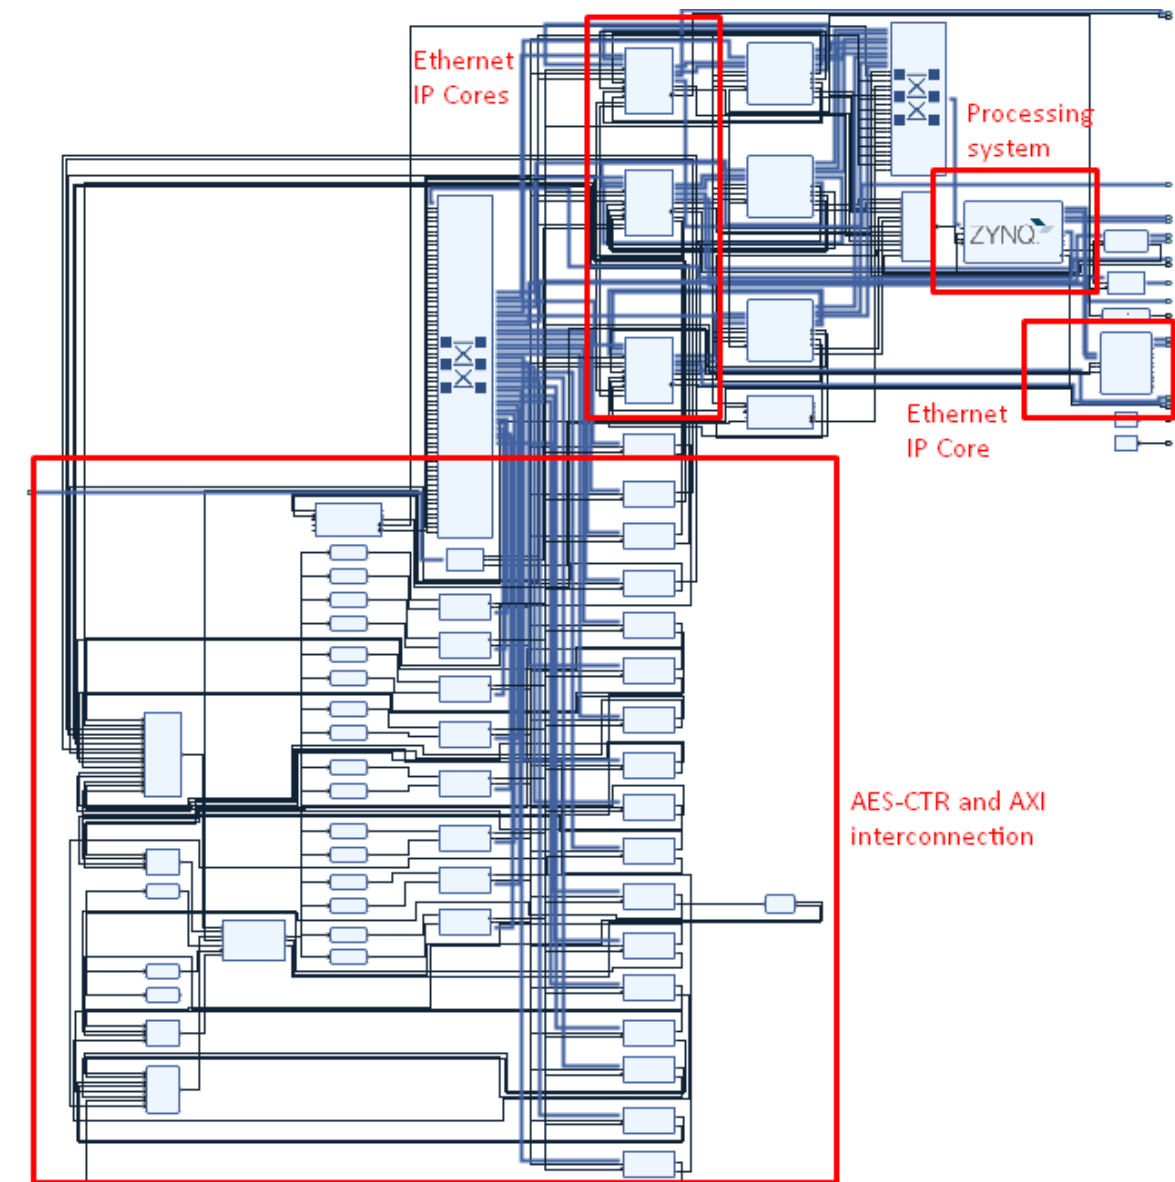 Ethernet
IP Cores
Processing
system
ZYNQ
Ethernet
IP Core
AES-CTR and AXI
interconnection